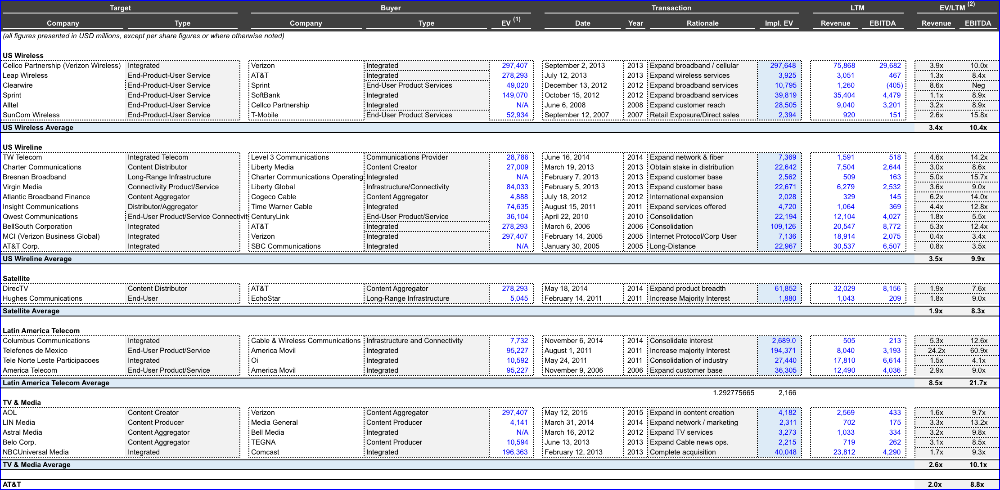 Target Buyer Transaction LTM EV/LTM (2)
Company Type Company Type EV (1) Date Year Rationale Impl. EV Revenue EBITDA Revenue EBITDA
(all figures presented in USD millions, except per share figures or where otherwise noted)
US Wireless
Cellco Partnership (Verizon Wireless) Integrated Verizon Integrated 297,407 September 2, 2013 2013 Expand broadband / cellular 297,648 75,868 29,682 3.9x 10.0x
Leap Wireless End-Product-User Service AT&T Integrated 278,293 July 12, 2013 2013 Expand wireless services 3,925 3,051 467 1.3x 8.4x
Clearwire End-Product-User Service Sprint End-User Product Services 49,020 December 13, 2012 2012 Expand broadband services 10,795 1,260 (405) 8.6x Neg
Sprint End-Product-User Service SoftBank Integrated 149,070 October 15, 2012 2012 Expand broadband services 39,819 35,404 4,479 1.1x 8.9x
Alltel End-Product-User Service Cellco Partnership Integrated N/A June 6, 2008 2008 Expand customer reach 28,505 9,040 3,201 3.2x 8.9x
SunCom Wireless End-Product-User Service T-Mobile End-User Product Services 52,934 September 12, 2007 2007 Retail Exposure/Direct sales 2,394 920 151 2.6x 15.8x
US Wireless Average 3.4x 10.4x
US Wireline
TW Telecom Integrated Telecom Level 3 Communications Communications Provider 28,786 June 16, 2014 2014 Expand network & fiber 7,369 1,591 518 4.6x 14.2x
Charter Communications Content Distributor Liberty Media Content Creator 27,009 March 19, 2013 2013 Obtain stake in distribution 22,642 7,504 2,644 3.0x 8.6x
Bresnan Broadband Long-Range Infrastructure Charter Communications Operating Integrated N/A February 7, 2013 2013 Expand customer base 2,562 509 163 5.0x 15.7x
Virgin Media Connectivity Product/Service Liberty Global Infrastructure/Connectivity 84,033 February 5, 2013 2013 Expand customer base 22,671 6,279 2,532 3.6x 9.0x
Atlantic Broadband Finance Content Aggregator Cogeco Cable Content Aggregator 4,888 July 18, 2012 2012 International expansion 2,028 329 145 6.2x 14.0x
Insight Communications Distributor/Aggregator Time Warner Cable Integrated 74,635 August 15, 2011 2011 Expand services offered 4,720 1,064 369 4.4x 12.8x
Qwest Communications End-User Product/Service Connectivit CenturyLink End-User Product/Service 36,104 April 22, 2010 2010 Consolidation 22,194 12,104 4,027 1.8x 5.5x
BellSouth Corporation Integrated AT&T Integrated 278,293 March 6, 2006 2006 Consolidation 109,126 20,547 8,772 5.3x 12.4x
MCI (Verizon Business Global) Integrated Verizon Integrated 297,407 February 14, 2005 2005 Internet Protocol/Corp User 7,136 18,914 2,075 0.4x 3.4x
AT&T Corp. Integrated SBC Communications Integrated N/A January 30, 2005 2005 Long-Distance 22,967 30,537 6,507 0.8x 3.5x
US Wireline Average 3.5x 9.9x
Satellite
DirecTV Content Distributor AT&T Content Aggregator 278,293 May 18, 2014 2014 Expand product breadth 61,852 32,029 8,156 1.9x 7.6x
Hughes Communications End-User EchoStar Long-Range Infrastructure 5,045 February 14, 2011 2011 Increase Majority Interest 1,880 1,043 209 1.8x 9.0x
Satellite Average 1.9x 8.3x
Latin America Telecom
Columbus Communications Integrated Cable & Wireless Communications Infrastructure and Connectivity 7,732 November 6, 2014 2014 Consolidate interest 2,689.0 505 213 5.3x 12.6x
Telefonos de Mexico End-User Product/Service America Movil Integrated 95,227 August 1, 2011 2011 Increase majority Interest 194,371 8,040 3,193 24.2x 60.9x
Tele Norte Leste Participacoes Integrated Oi Integrated 10,592 May 24, 2011 2011 Consolidation of industry 27,440 17,810 6,614 1.5x 4.1x
America Telecom End-User Product/Service America Movil Integrated 95,227 November 9, 2006 2006 Expand customer base 36,305 12,490 4,036 2.9x 9.0x
Latin America Telecom Average 8.5x 21.7x
1.292775665 2,166
TV & Media
AOL Content Creator Verizon Content Aggregator 297,407 May 12, 2015 2015 Expand in content creation 4,182 2,569 433 1.6x 9.7x
LIN Media Content Producer Media General Content Producer 4,141 March 31, 2014 2014 Expand network / marketing 2,311 702 175 3.3x 13.2x
Astral Media Content Aggregator Bell Media Integrated N/A March 16, 2012 2012 Expand TV services 3,273 1,033 334 3.2x 9.8x
Belo Corp. Content Aggregator TEGNA Content Producer 10,594 June 13, 2013 2013 Expand Cable news ops. 2,215 719 262 3.1x 8.5x
NBCUniversal Media Integrated Comcast Integrated 196,363 February 12, 2013 2013 Complete acquisition 40,048 23,812 4,290 1.7x 9.3x
TV & Media Average 2.6x 10.1x
AT&T 2.0x 8.8x